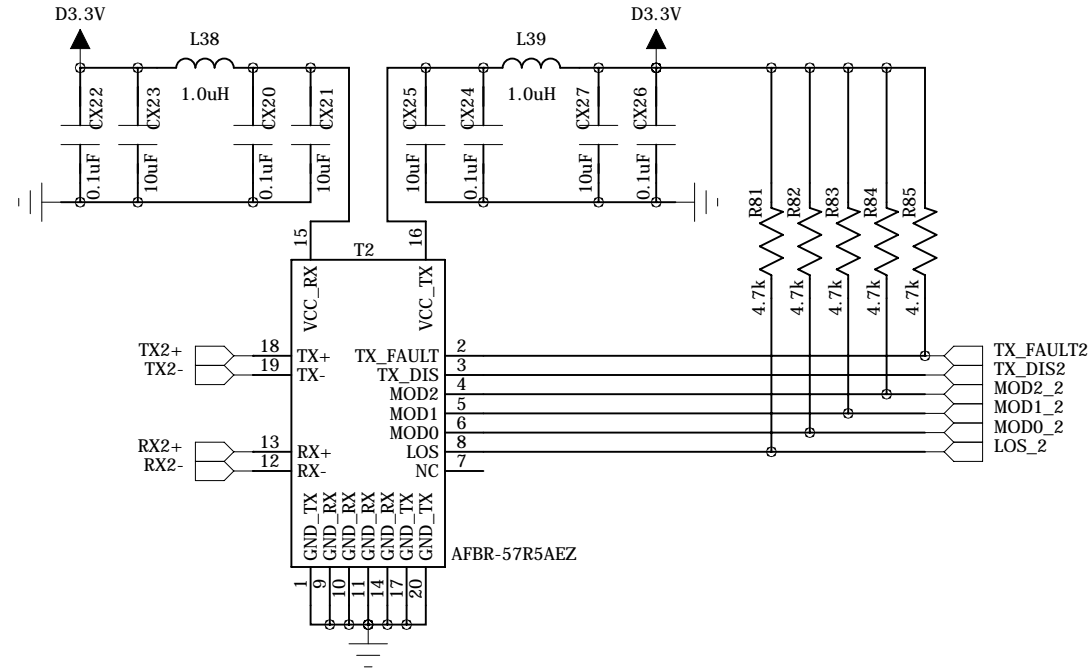 D3.3V
D3.3V
L38
1.0uH
L39
1.0uH
CX22
0.1uF
CX23
10uF
CX20
0.1uF
CX21
10uF
CX25
10uF
CX24
0.1uF
CX27
10uF
CX26
0.1uF
R81
4.7k
R82
4.7k
R83
4.7k
R84
4.7k
R85
4.7k
15
16
T2
VCC_RX
VCC_TX
TX2+
18
TX+
TX2-
19
TX-
RX2+
13
RX+
RX2-
12
RX-
TX_FAULT
2
TX_FAULT2
TX_DIS
3
TX_DIS2
MOD2
4
MOD2_2
MOD1
5
MOD1_2
MOD0
6
MOD0_2
LOS
8
LOS_2
NC
7
GND_TX
GND_RX
GND_RX
GND_RX
GND_RX
GND_TX
GND_TX
AFBR-57R5AEZ
1
9
10
11
14
17
20